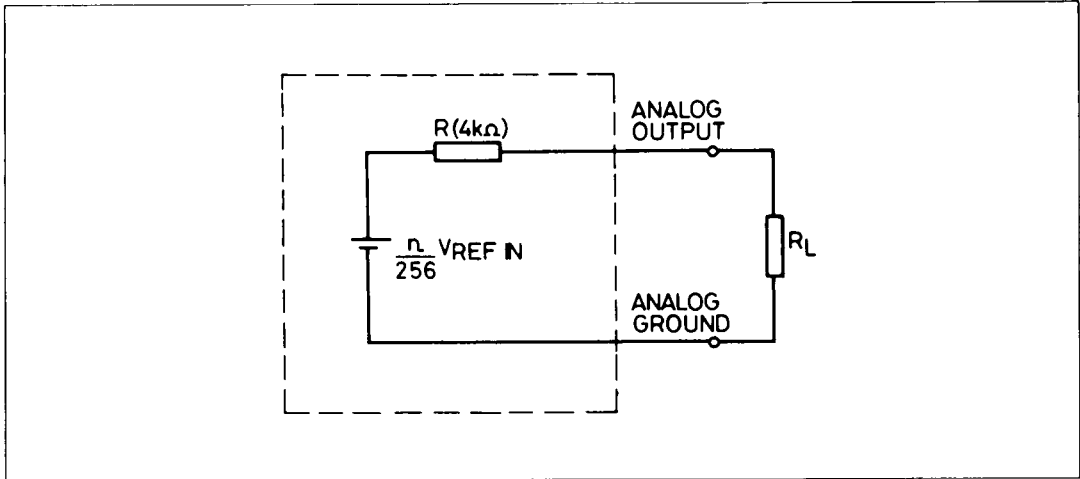 R(4kΩ)
ANALOG
OUTPUT
n
256
VREF IN
RL
ANALOG
GROUND